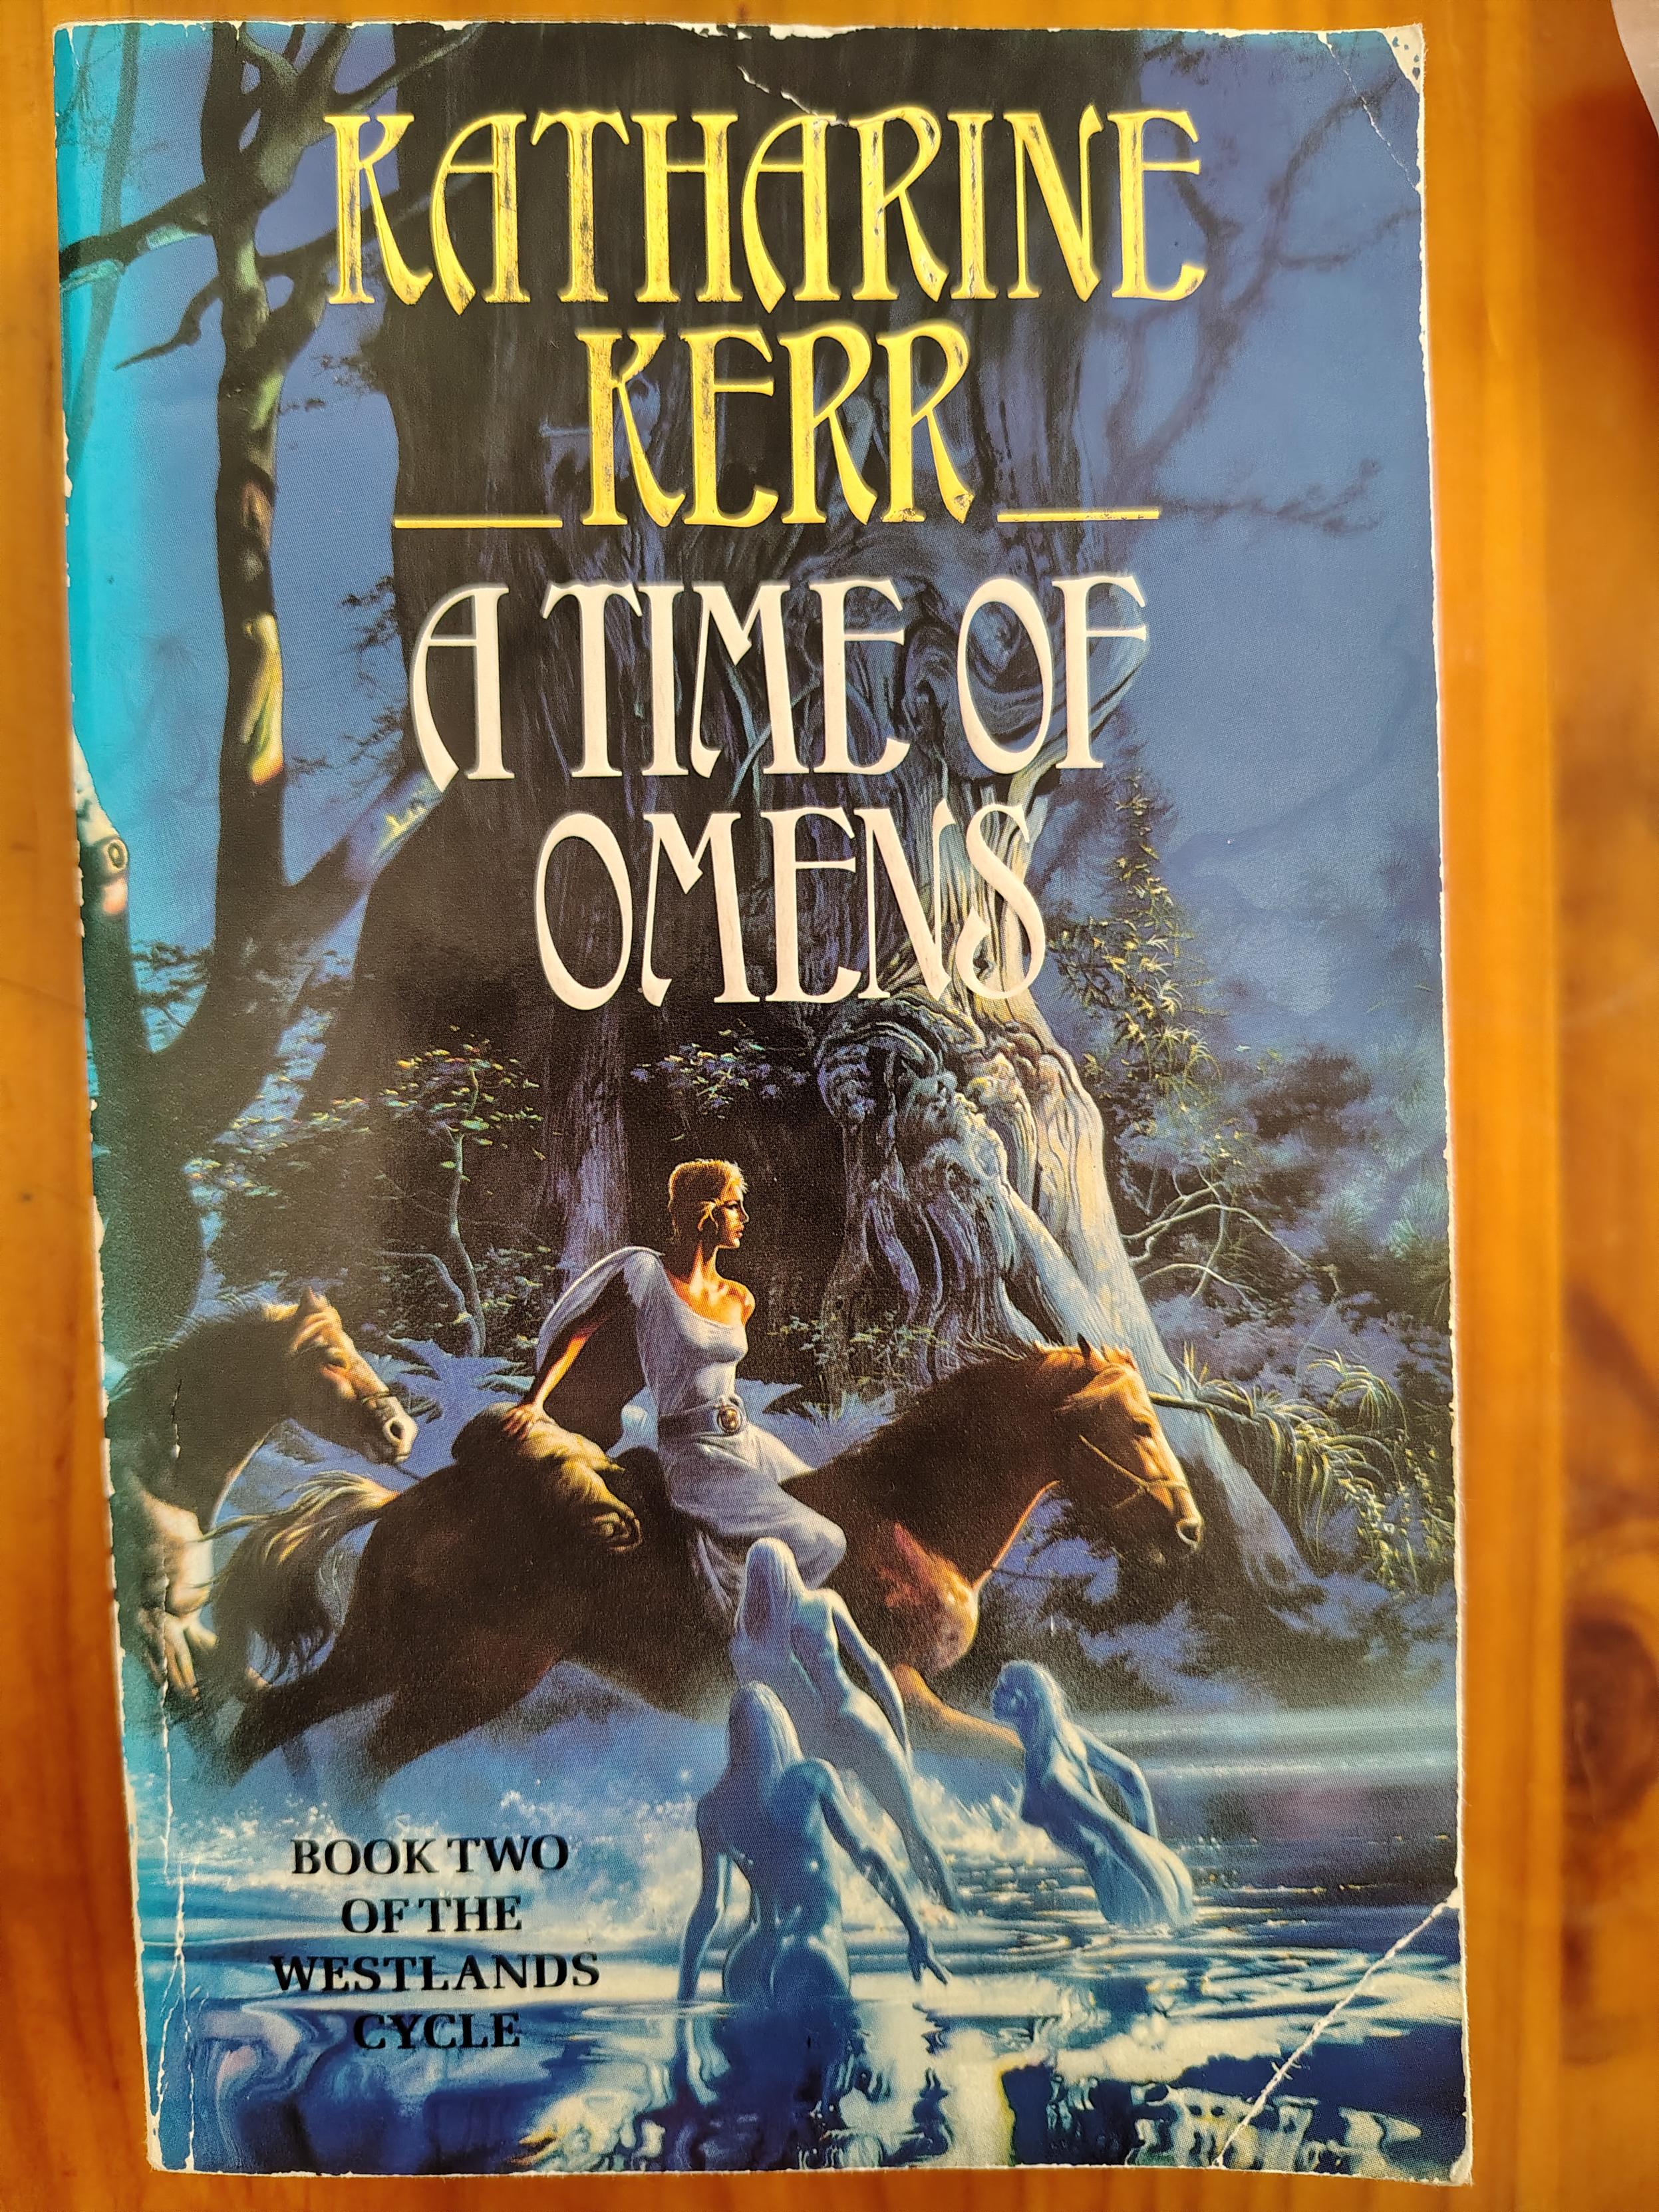 KATHARINE
KERR
A TIME OF
OMENS
BOOK TWO
OF THE
WESTLANDS
CYCLE